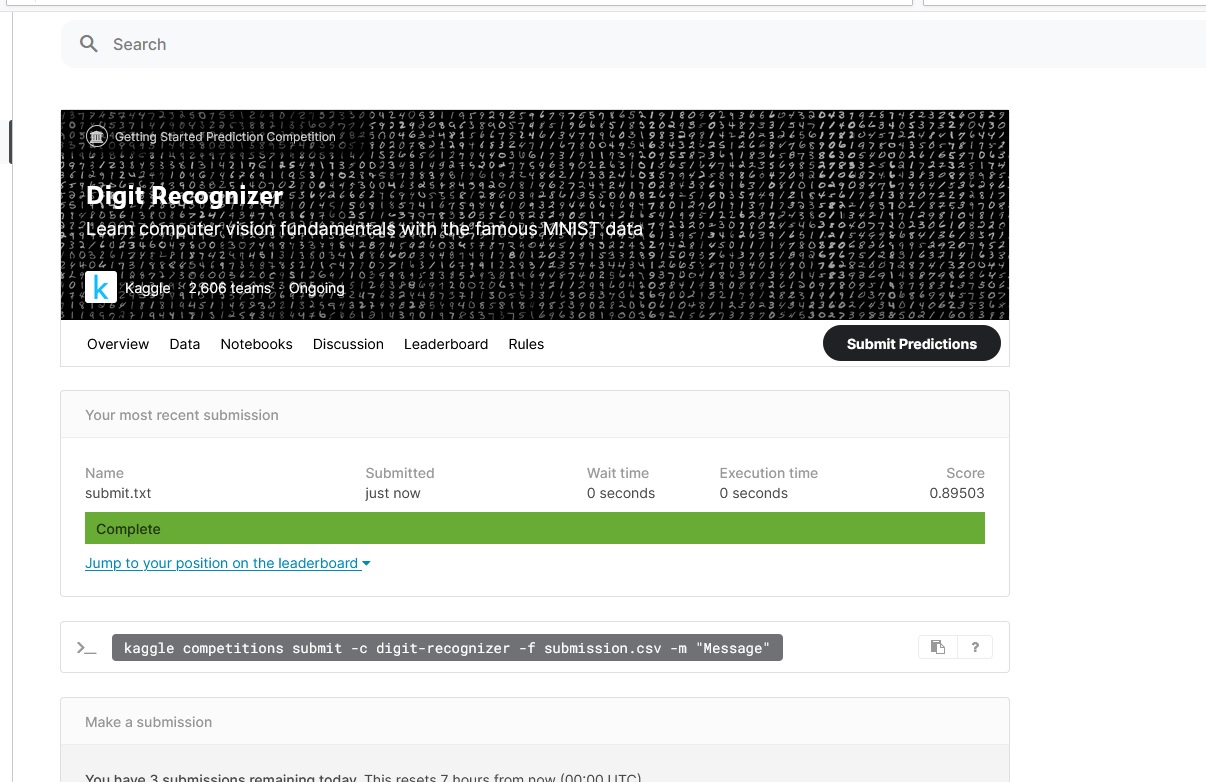 Search
Getting Started Prediction Competition
Digit Recognizer
Learn computer vision fundamentals with the famous MNIST data
k Kaggle · 2,606 teams · Ongoing
Overview Data Notebooks Discussion Leaderboard Rules Submit Predictions
Your most recent submission
Name Submitted Wait time Execution time Score
submit.txt just now 0 seconds 0 seconds 0.89503
Complete
Jump to your position on the leaderboard
>_ kaggle competitions submit -c digit-recognizer -f submission.csv -m "Message" ?
Make a submission
You have 3 submissions remaining today. This resets 7 hours from now (00:00 UTC).